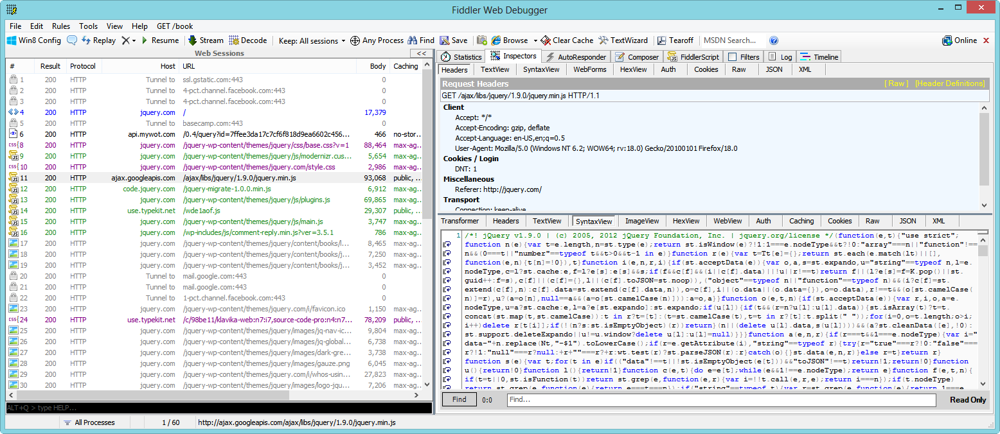 Fiddler Web Debugger
File Edit Rules Tools View Help GET /book
Win8 Config Replay Resume Stream Decode Keep: All sessions Any Process Find Save Browse Clear Cache TextWizard Tearoff MSDN Search... Online
Web Sessions <<
# Result Protocol Host URL Body Caching
1 200 HTTP Tunnel to ssl.gstatic.com:443 0
2 200 HTTP Tunnel to 4-pct.channel.facebook.com:443 0
3 200 HTTP Tunnel to 4-pct.channel.facebook.com:443 0
4 200 HTTP jquery.com / 17,379
5 200 HTTP Tunnel to basecamp.com:443 0
6 200 HTTP api.mywot.com /0.4/query?id=7ffee3da17c7cf6f818d9ea6602c456... 466 no-stor...
8 200 HTTP jquery.com /jquery-wp-content/themes/jquery/css/base.css?v=1 88,464 max-ag...
9 200 HTTP jquery.com /jquery-wp-content/themes/jquery/js/modernizr.cus... 5,654 max-ag...
10 200 HTTP jquery.com /jquery-wp-content/themes/jquery.com/style.css 2,986 max-ag...
11 200 HTTP ajax.googleapis.com /ajax/libs/jquery/1.9.0/jquery.min.js 93,068 public, ...
12 200 HTTP code.jquery.com /jquery-migrate-1.0.0.min.js 6,912 max-ag...
13 200 HTTP jquery.com /jquery-wp-content/themes/jquery/js/plugins.js 69,865 max-ag...
14 200 HTTP use.typekit.net /wde1aof.js 29,307 public, ...
15 200 HTTP jquery.com /jquery-wp-content/themes/jquery/js/main.js 3,747 max-ag...
16 200 HTTP jquery.com /wp-includes/js/comment-reply.min.js?ver=3.5.1 786 max-ag...
17 200 HTTP jquery.com /jquery-wp-content/themes/jquery/content/books/l... 8,465 max-ag...
18 200 HTTP jquery.com /jquery-wp-content/themes/jquery/content/books/j... 7,250 max-ag...
19 200 HTTP jquery.com /jquery-wp-content/themes/jquery/content/books/j... 3,452 max-ag...
20 200 HTTP Tunnel to mail.google.com:443 0
21 200 HTTP Tunnel to mail.google.com:443 0
22 200 HTTP Tunnel to 1-pct.channel.facebook.com:443 0
23 200 HTTP jquery.com /jquery-wp-content/themes/jquery.com/i/favicon.ico 1,150 max-ag...
24 200 HTTP use.typekit.net /c/98be11/klavika-web:n7:i7,source-code-pro:n4:n7... 78,209 public, ...
25 200 HTTP jquery.com /jquery-wp-content/themes/jquery/images/jq-nav-ic... 9,804 max-ag...
26 200 HTTP jquery.com /jquery-wp-content/themes/jquery/images/jq-global... 6,738 max-ag...
27 200 HTTP jquery.com /jquery-wp-content/themes/jquery/images/dark-gre... 3,738 max-ag...
28 200 HTTP jquery.com /jquery-wp-content/themes/jquery/images/gauze.png 6,045 max-ag...
29 200 HTTP jquery.com /jquery-wp-content/themes/jquery.com/i/whos-usin... 27,823 max-ag...
30 200 HTTP jquery.com /jquery-wp-content/themes/jquery/images/logo-jqu... 7,206 max-ag...
ALT+Q > type HELP...
All Processes 1 / 60 http://ajax.googleapis.com/ajax/libs/jquery/1.9.0/jquery.min.js
Statistics Inspectors AutoResponder Composer FiddlerScript Filters Log Timeline
Headers TextView SyntaxView WebForms HexView Auth Cookies Raw JSON XML
Request Headers [ Raw ] [Header Definitions]
GET /ajax/libs/jquery/1.9.0/jquery.min.js HTTP/1.1
Client
Accept: */*
Accept-Encoding: gzip, deflate
Accept-Language: en-US,en;q=0.5
User-Agent: Mozilla/5.0 (Windows NT 6.2; WOW64; rv:18.0) Gecko/20100101 Firefox/18.0
Cookies / Login
DNT: 1
Miscellaneous
Referer: http://jquery.com/
Transport
Connection: keep-alive
Transformer Headers TextView SyntaxView ImageView HexView WebView Auth Caching Cookies Raw JSON XML
1 /*! jQuery v1.9.0 | (c) 2005, 2012 jQuery Foundation, Inc. | jquery.org/license */(function(e,t){"use strict";
function n(e){var t=e.length,n=st.type(e);return st.isWindow(e)?!1:1===e.nodeType&&t?!0:"array"===n||"function"!==
n&&(0===t||"number"==typeof t&&t>0&&t-1 in e)}function r(e){var t=Tt[e]={};return st.each(e.match(lt)||[],
function(e,n){t[n]=!0}),t}function i(e,n,r,i){if(st.acceptData(e)){var o,a,s=st.expando,u="string"==typeof n,l=e.
nodeType,c=l?st.cache:e,f=l?e[s]:e[s]&&s;if(f&&c[f]&&(i||c[f].data)||!u||r!==t)return f||(l?e[s]=f=K.pop()||st.
guid++:f=s),c[f]||(c[f]={},l||(c[f].toJSON=st.noop)),("object"==typeof n||"function"==typeof n)&&(i?c[f]=st.
extend(c[f],n):c[f].data=st.extend(c[f].data,n)),o=c[f],i||(o.data||(o.data={}),o=o.data),r!==t&&(o[st.camelCase(
n)]=r),u?(a=o[n],null==a&&(a=o[st.camelCase(n)])):a=o,a}}function o(e,t,n){if(st.acceptData(e)){var r,i,o,a=e.
nodeType,u=a?st.cache:e,l=a?e[st.expando]:st.expando;if(u[l]){if(t&&(r=n?u[l]:u[l].data)){st.isArray(t)?t=t.
concat(st.map(t,st.camelCase)):t in r?t=[t]:(t=st.camelCase(t),t=t in r?[t]:t.split(" "));for(i=0,o=t.length;o>i;
i++)delete r[t[i]];if(!(n?s:st.isEmptyObject)(r))return}(n||(delete u[l].data,s(u[l])))&&(a?st.cleanData([e],!0):
st.support.deleteExpando||u!=u.window?delete u[l]:u[l]=null)}}}function a(e,n,r){if(r===t&&1===e.nodeType){var i="
data-"+n.replace(Nt,"-$1").toLowerCase();if(r=e.getAttribute(i),"string"==typeof r){try{r="true"===r?!0:"false"===
r?!1:"null"===r?null:+r+""===r?+r:wt.test(r)?st.parseJSON(r):r}catch(o){}st.data(e,n,r)}else r=t}return r}
function s(e){var t;for(t in e)if(("data"!==t||!st.isEmptyObject(e[t]))&&"toJSON"!==t)return!1;return!0}function
u(){return!0}function l(){return!1}function c(e,t){do e=e[t];while(e&&1!==e.nodeType);return e}function f(e,t,n){
if(t=t||0,st.isFunction(t))return st.grep(e,function(e,r){var i=!!t.call(e,r,e);return i===n});if(t.nodeType)
return st.grep(e,function(e){return e===t===n});if("string"==typeof t){var r=st.grep(e,function(e){return 1===e
Find 0:0 Find... Read Only